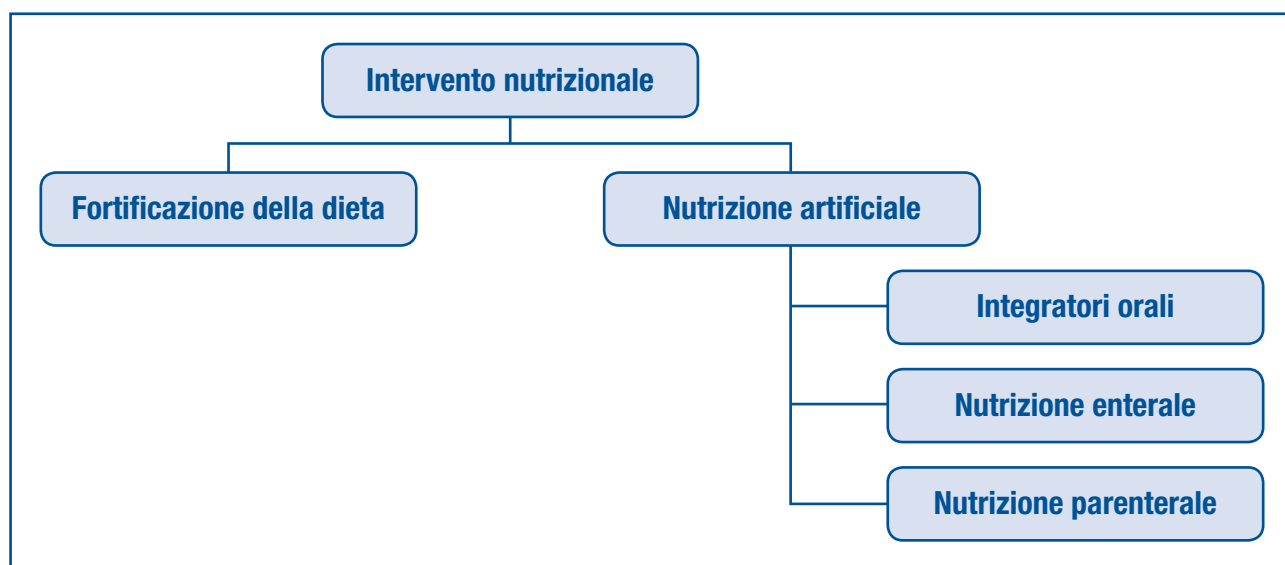 Intervento nutrizionale
Fortificazione della dieta
Nutrizione artificiale
Integratori orali
Nutrizione enterale
Nutrizione parenterale